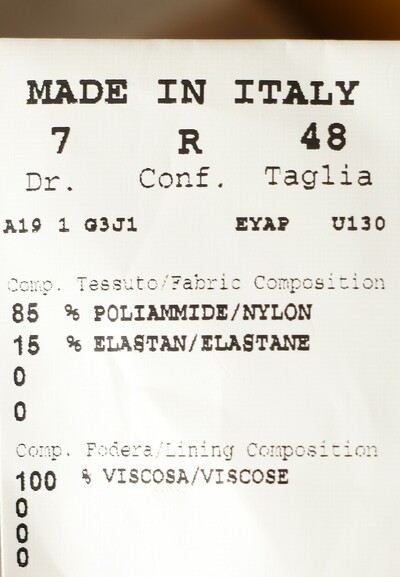 MADE IN ITALY
7 R 48
Dr. Conf. Taglia
A19 1 G3J1 EYAP U130
Comp. Tessuto/Fabric Composition
85 % POLIAMMIDE/NYLON
15 % ELASTAN/ELASTANE
0
0
Comp. Fodera/Lining Composition
100 % VISCOSA/VISCOSE
0
0
0